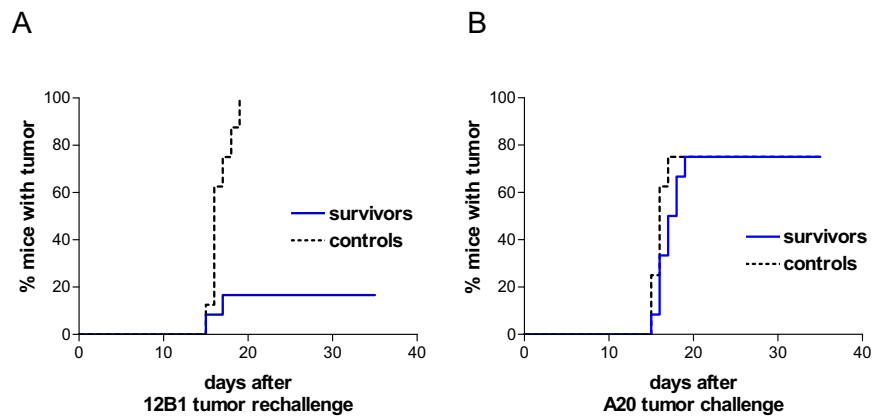 A
B
100
80
60
40
20
0
% mice with tumor
survivors
controls
0
10
20
30
40
days after
12B1 tumor rechallenge
100
80
60
40
20
0
% mice with tumor
survivors
controls
0
10
20
30
40
days after
A20 tumor challenge